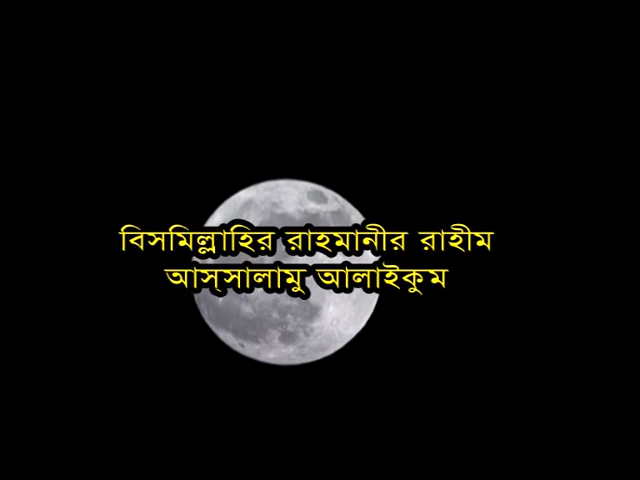 বিসমিল্লাহির রাহমানীর রাহীম
আস্‌সালামু আলাইকুম